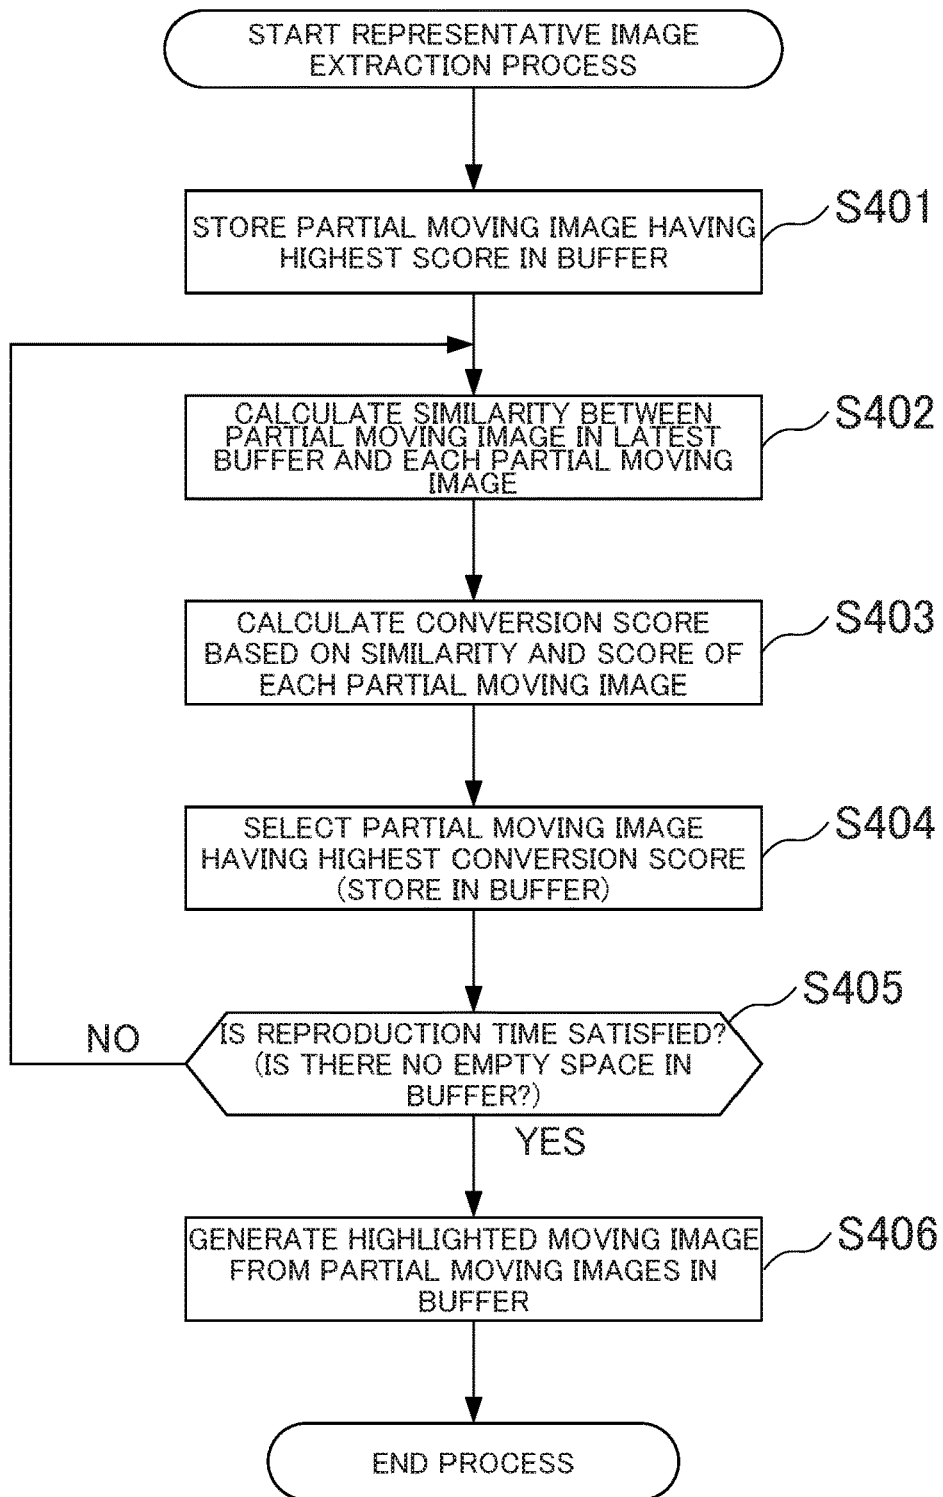 START REPRESENTATIVE IMAGE
EXTRACTION PROCESS
S401
STORE PARTIAL MOVING IMAGE HAVING
HIGHEST SCORE IN BUFFER
S402
CALCULATE SIMILARITY BETWEEN
PARTIAL MOVING IMAGE IN LATEST
BUFFER AND EACH PARTIAL MOVING
IMAGE
S403
CALCULATE CONVERSION SCORE
BASED ON SIMILARITY AND SCORE OF
EACH PARTIAL MOVING IMAGE
S404
SELECT PARTIAL MOVING IMAGE
HAVING HIGHEST CONVERSION SCORE
(STORE IN BUFFER)
S405
IS REPRODUCTION TIME SATISFIED?
(IS THERE NO EMPTY SPACE IN
BUFFER?)
NO
YES
S406
GENERATE HIGHLIGHTED MOVING IMAGE
FROM PARTIAL MOVING IMAGES IN
BUFFER
END PROCESS